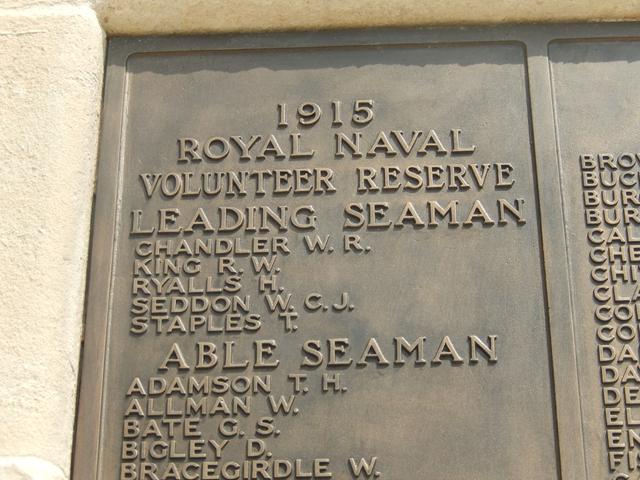 1915
ROYAL NAVAL
VOLUNTEER RESERVE
LEADING SEAMAN
CHANDLER W. R.
KING R. W.
RYALLS H.
SEDDON W. C. J.
STAPLES T.
ABLE SEAMAN
ADAMSON T. H.
ALLMAN W.
BATE G. S.
BIGLEY D.
BRACEGIRDLE W.